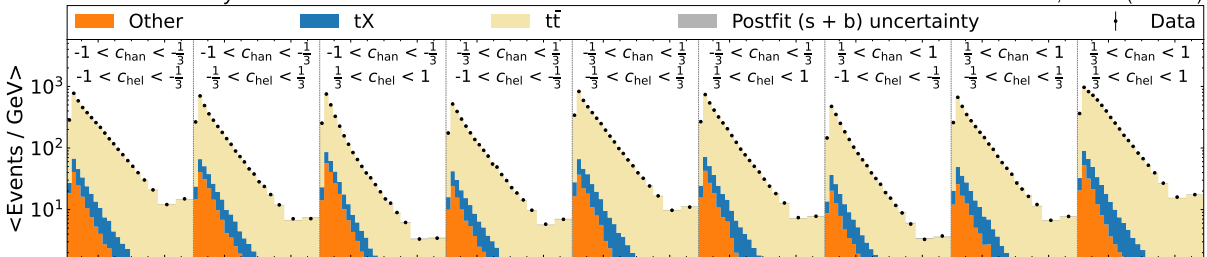 Other tX tt̄ Postfit (s + b) uncertainty Data
-1 < c_han < -1/3 -1 < c_han < -1/3 -1 < c_han < -1/3 -1/3 < c_han < 1/3 -1/3 < c_han < 1/3 -1/3 < c_han < 1/3 1/3 < c_han < 1 1/3 < c_han < 1 1/3 < c_han < 1
-1 < c_hel < -1/3 -1/3 < c_hel < 1/3 1/3 < c_hel < 1 -1 < c_hel < -1/3 -1/3 < c_hel < 1/3 1/3 < c_hel < 1 -1 < c_hel < -1/3 -1/3 < c_hel < 1/3 1/3 < c_hel < 1
<Events / GeV>
10³
10²
10¹